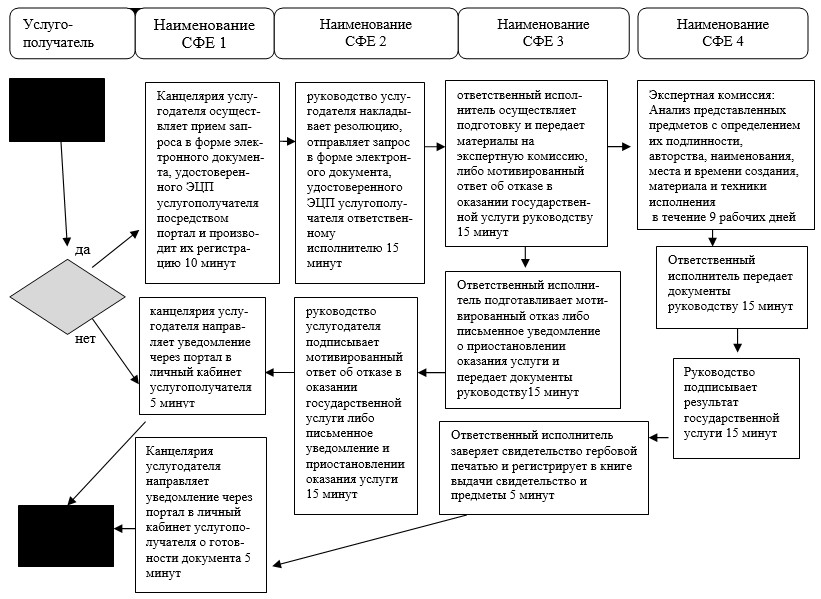 Услуго-
получатель
Наименование
СФЕ 1
Наименование
СФЕ 2
Наименование
СФЕ 3
Наименование
СФЕ 4
Канцелярия услу-
годателя осущест-
вляет прием зап-
роса в форме элек-
тронного докумен-
та, удостоверен-
ного ЭЦП
услугополучателя
посредством
портал и произво-
дит их регистра-
цию 10 минут
руководство услу-
годателя наклады-
вает резолюцию,
отправляет запрос
в форме электрон-
ного документа,
удостоверенного
ЭЦП услугополу-
чателя ответствен-
ному
исполнителю 15
минут
ответственный испол-
нитель осуществляет
подготовку и передает
материалы на
экспертную комиссию,
либо мотивированный
ответ об отказе в
оказании государствен-
ной услуги руководству
15 минут
Экспертная комиссия:
Анализ представленных
предметов с определением
их подлинности,
авторства, наименования,
места и времени создания,
материала и техники
исполнения
в течение 9 рабочих дней
да
нет
канцелярия услу-
годателя направ-
ляет уведомление
через портал в
личный кабинет
услугополучателя
5 минут
руководство
услугодателя
подписывает
мотивированный
ответ об отказе в
оказании
государственной
услуги либо
письменное
уведомление и
приостановлении
оказания услуги
15 минут
Ответственный исполни-
тель подготавливает моти-
вированный отказ либо
письменное уведомление
о приостановлении
оказания услуги и
передает документы
руководству15 минут
Ответственный
исполнитель передает
документы
руководству 15 минут
Руководство
подписывает
результат
государственной
услуги 15 минут
Ответственный исполнитель
заверяет свидетельство гербовой
печатью и регистрирует в книге
выдачи свидетельство и
предметы 5 минут
Канцелярия
услугодателя
направляет
уведомление через
портал в личный
кабинет услугопо-
лучателя о готов-
ности документа 5
минут